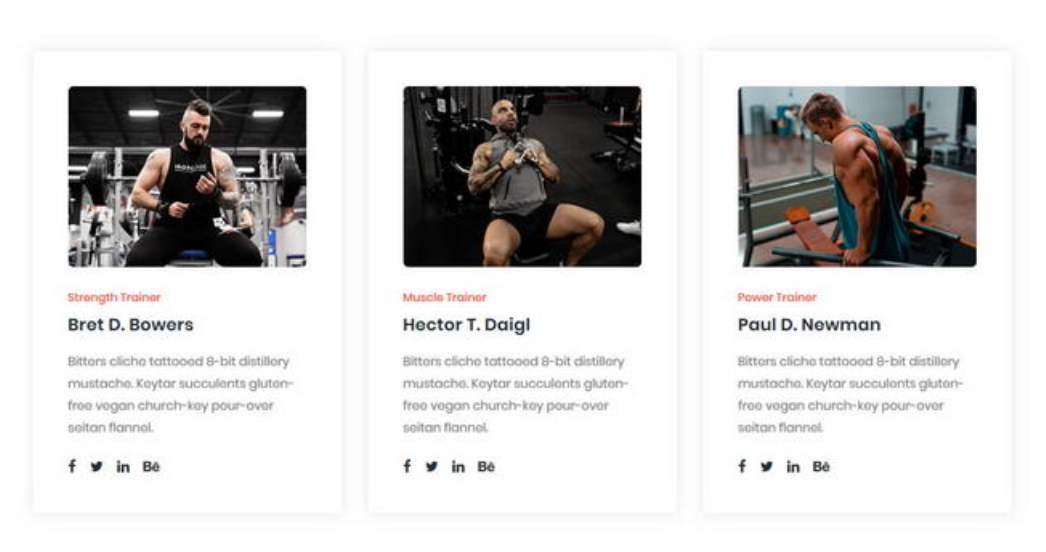 Strength Trainer
Bret D. Bowers
Bitters cliche tattooed 8-bit distillery
mustache. Keytar succulents gluten-
free vegan church-key pour-over
seitan flannel.
f in Bē
Muscle Trainer
Hector T. Daigl
Bitters cliche tattooed 8-bit distillery
mustache. Keytar succulents gluten-
free vegan church-key pour-over
seitan flannel.
f in Bē
Power Trainer
Paul D. Newman
Bitters cliche tattooed 8-bit distillery
mustache. Keytar succulents gluten-
free vegan church-key pour-over
seitan flannel.
f in Bē